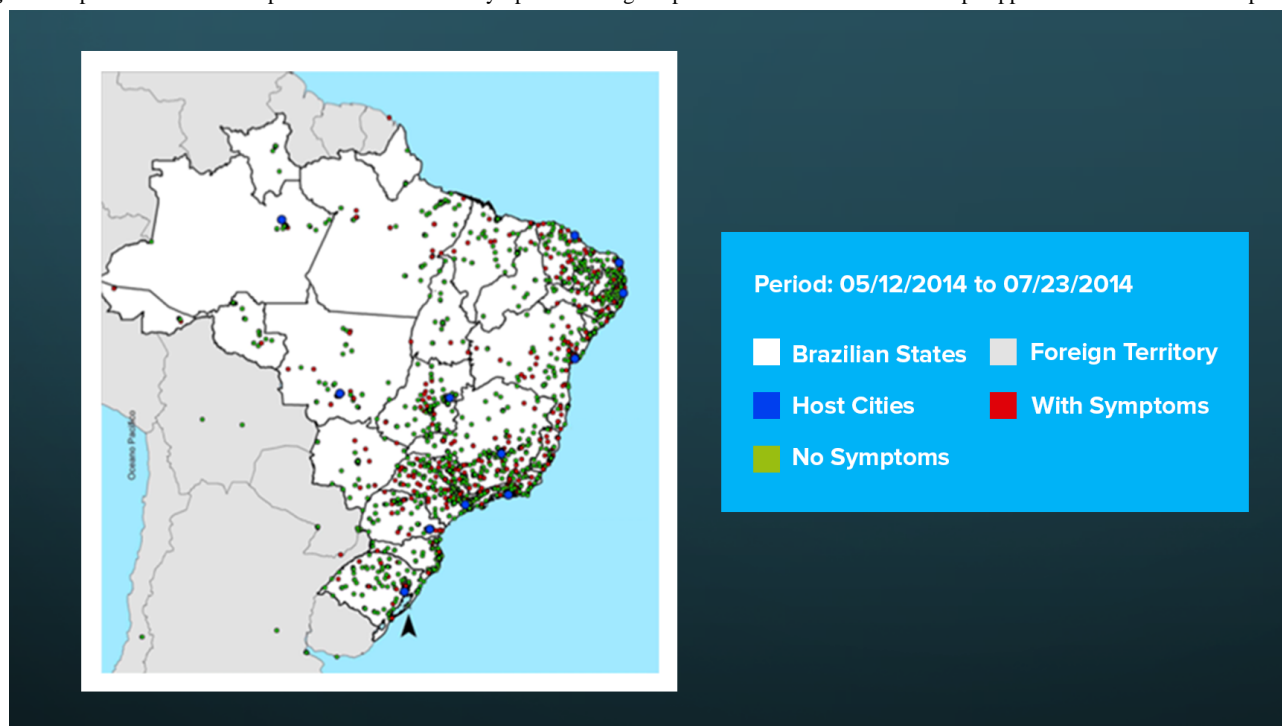 Oceano Pacífico
Period: 05/12/2014 to 07/23/2014
Brazilian States
Foreign Territory
Host Cities
With Symptoms
No Symptoms